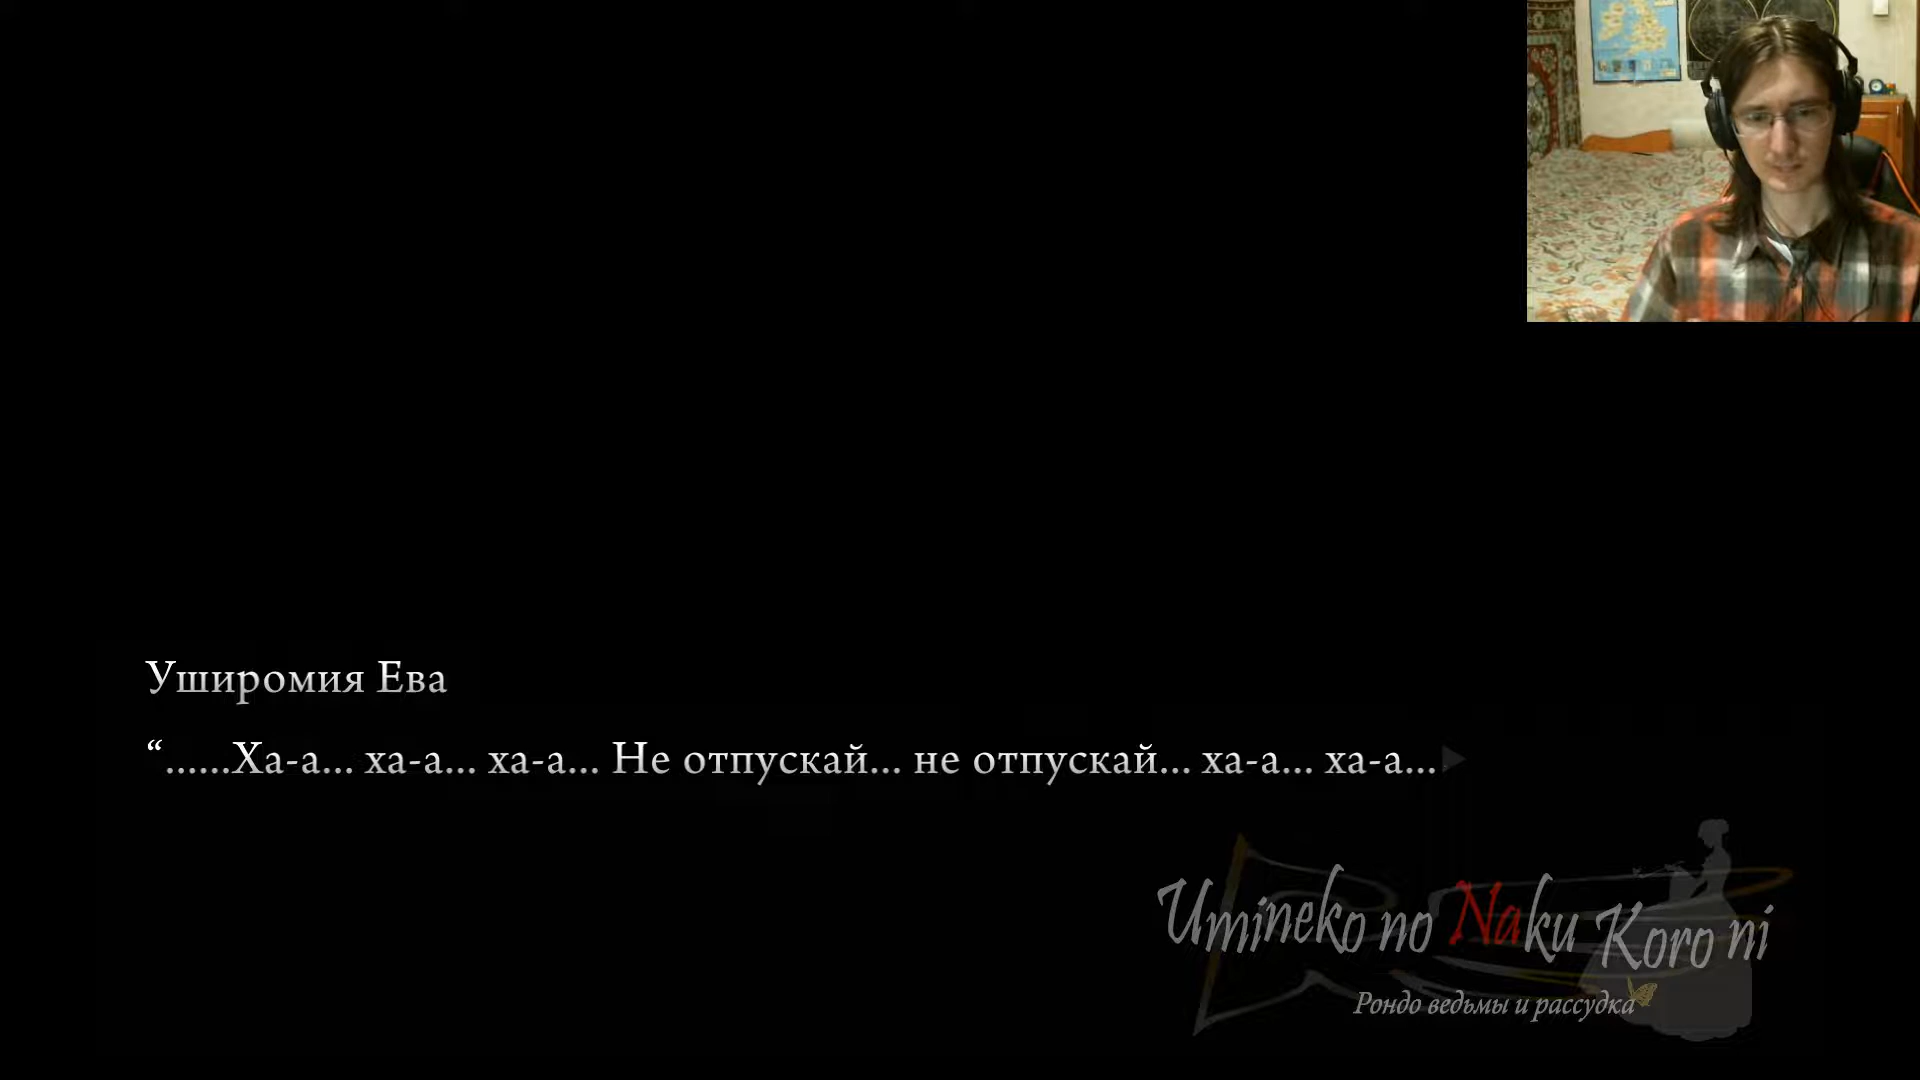 Уширомия Ева
“......Ха-а... ха-а... ха-а... Не отпускай... не отпускай... ха-а... ха-а...
Umineko no Naku Koro ni
Рондо ведьмы и рассудка